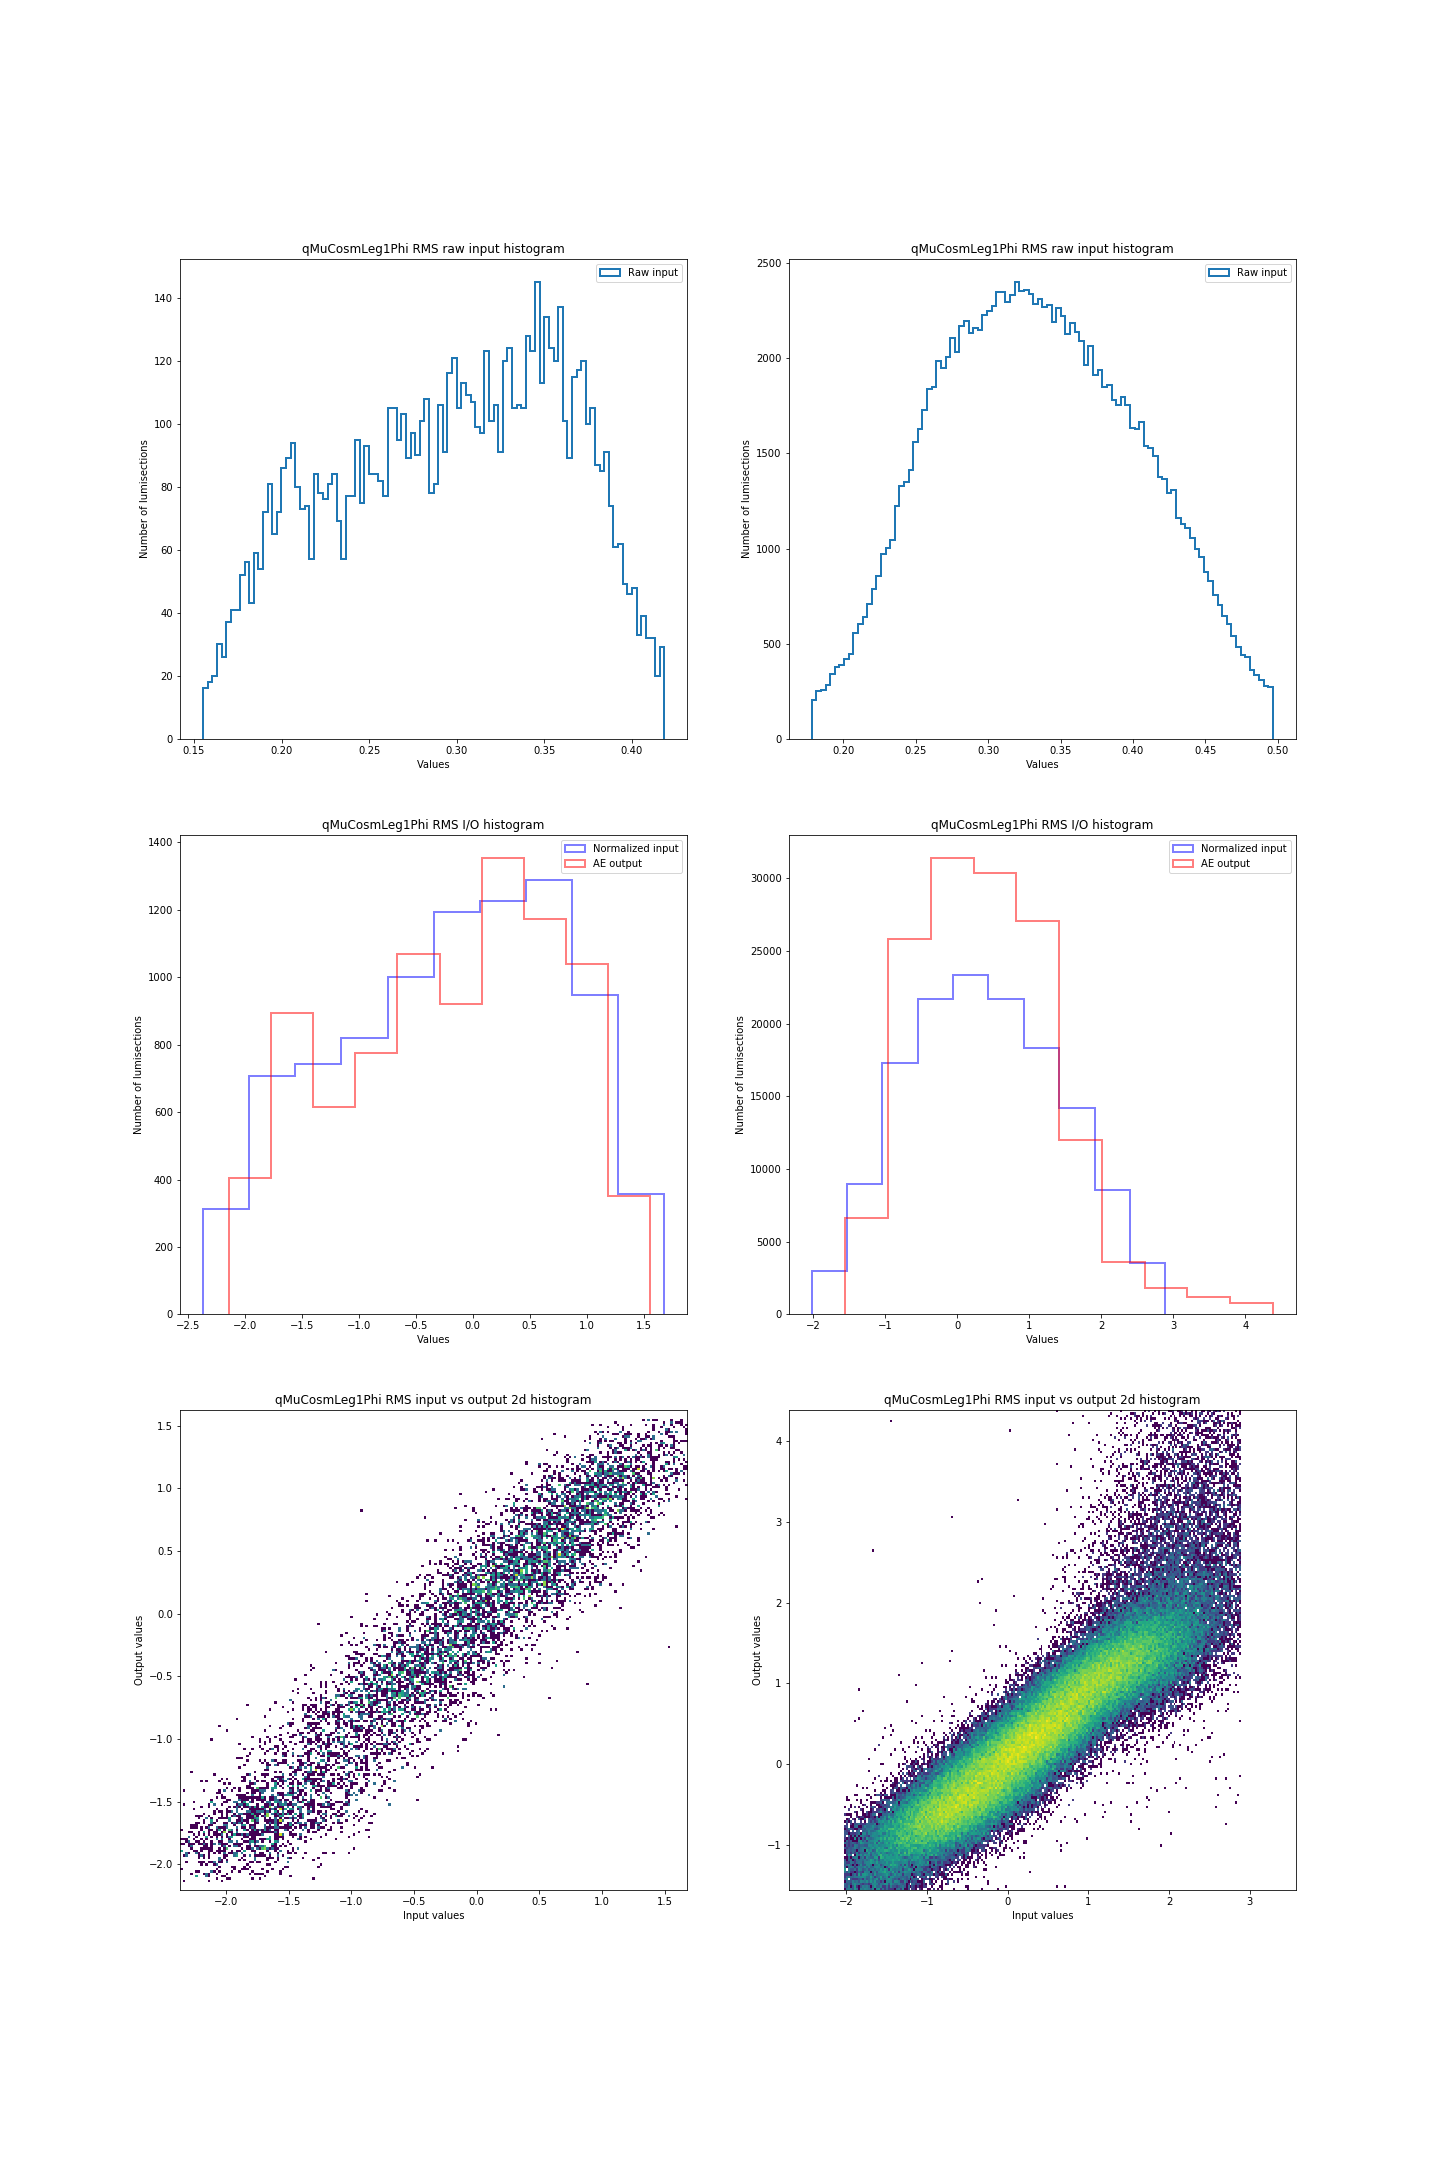 qMuCosmLeg1Phi RMS raw input histogram
Raw input
Number of lumisections
140
120
100
80
60
40
20
0
0.15 0.20 0.25 0.30 0.35 0.40
Values
qMuCosmLeg1Phi RMS raw input histogram
Raw input
Number of lumisections
2500
2000
1500
1000
500
0
0.20 0.25 0.30 0.35 0.40 0.45 0.50
Values
qMuCosmLeg1Phi RMS I/O histogram
Normalized input
AE output
Number of lumisections
1400
1200
1000
800
600
400
200
0
−2.5 −2.0 −1.5 −1.0 −0.5 0.0 0.5 1.0 1.5
Values
qMuCosmLeg1Phi RMS I/O histogram
Normalized input
AE output
Number of lumisections
30000
25000
20000
15000
10000
5000
0
−2 −1 0 1 2 3 4
Values
qMuCosmLeg1Phi RMS input vs output 2d histogram
Output values
1.5
1.0
0.5
0.0
−0.5
−1.0
−1.5
−2.0
−2.0 −1.5 −1.0 −0.5 0.0 0.5 1.0 1.5
Input values
qMuCosmLeg1Phi RMS input vs output 2d histogram
Output values
4
3
2
1
0
−1
−2 −1 0 1 2 3
Input values